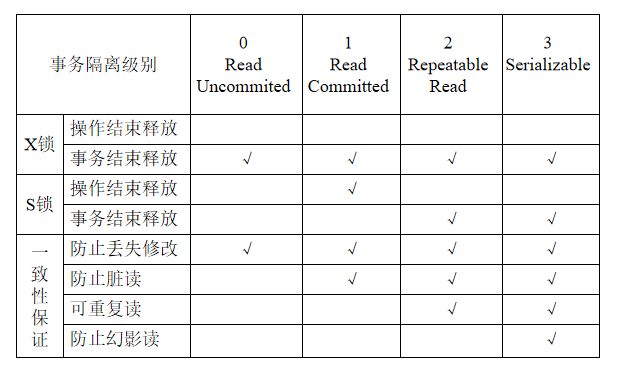 事务隔离级别
0
Read
Uncommited
1
Read
Committed
2
Repeatable
Read
3
Serializable
X锁
操作结束释放
事务结束释放 √ √ √ √
S锁
操作结束释放 √
事务结束释放 √ √
一致性保证
防止丢失修改 √ √ √ √
防止脏读 √ √ √
可重复读 √ √
防止幻影读 √